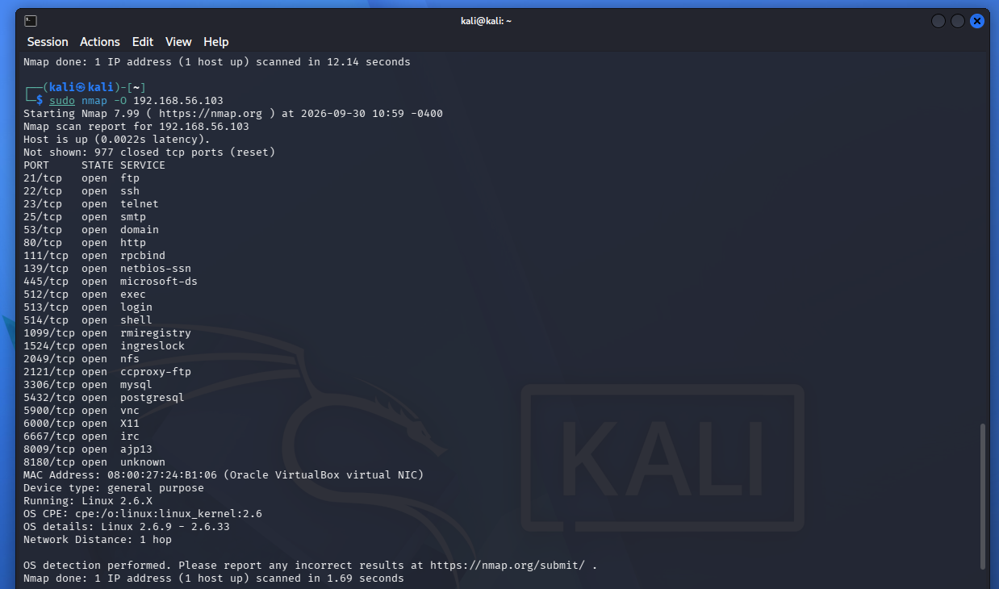 kali@kali: ~
Session Actions Edit View Help
Nmap done: 1 IP address (1 host up) scanned in 12.14 seconds
┌──(kali㉿kali)-[~]
└─$ sudo nmap -O 192.168.56.103
Starting Nmap 7.99 ( https://nmap.org ) at 2026-09-30 10:59 -0400
Nmap scan report for 192.168.56.103
Host is up (0.0022s latency).
Not shown: 977 closed tcp ports (reset)
PORT     STATE SERVICE
21/tcp   open  ftp
22/tcp   open  ssh
23/tcp   open  telnet
25/tcp   open  smtp
53/tcp   open  domain
80/tcp   open  http
111/tcp  open  rpcbind
139/tcp  open  netbios-ssn
445/tcp  open  microsoft-ds
512/tcp  open  exec
513/tcp  open  login
514/tcp  open  shell
1099/tcp open  rmiregistry
1524/tcp open  ingreslock
2049/tcp open  nfs
2121/tcp open  ccproxy-ftp
3306/tcp open  mysql
5432/tcp open  postgresql
5900/tcp open  vnc
6000/tcp open  X11
6667/tcp open  irc
8009/tcp open  ajp13
8180/tcp open  unknown
MAC Address: 08:00:27:24:B1:06 (Oracle VirtualBox virtual NIC)
Device type: general purpose
Running: Linux 2.6.X
OS CPE: cpe:/o:linux:linux_kernel:2.6
OS details: Linux 2.6.9 - 2.6.33
Network Distance: 1 hop
OS detection performed. Please report any incorrect results at https://nmap.org/submit/ .
Nmap done: 1 IP address (1 host up) scanned in 1.69 seconds
KALI